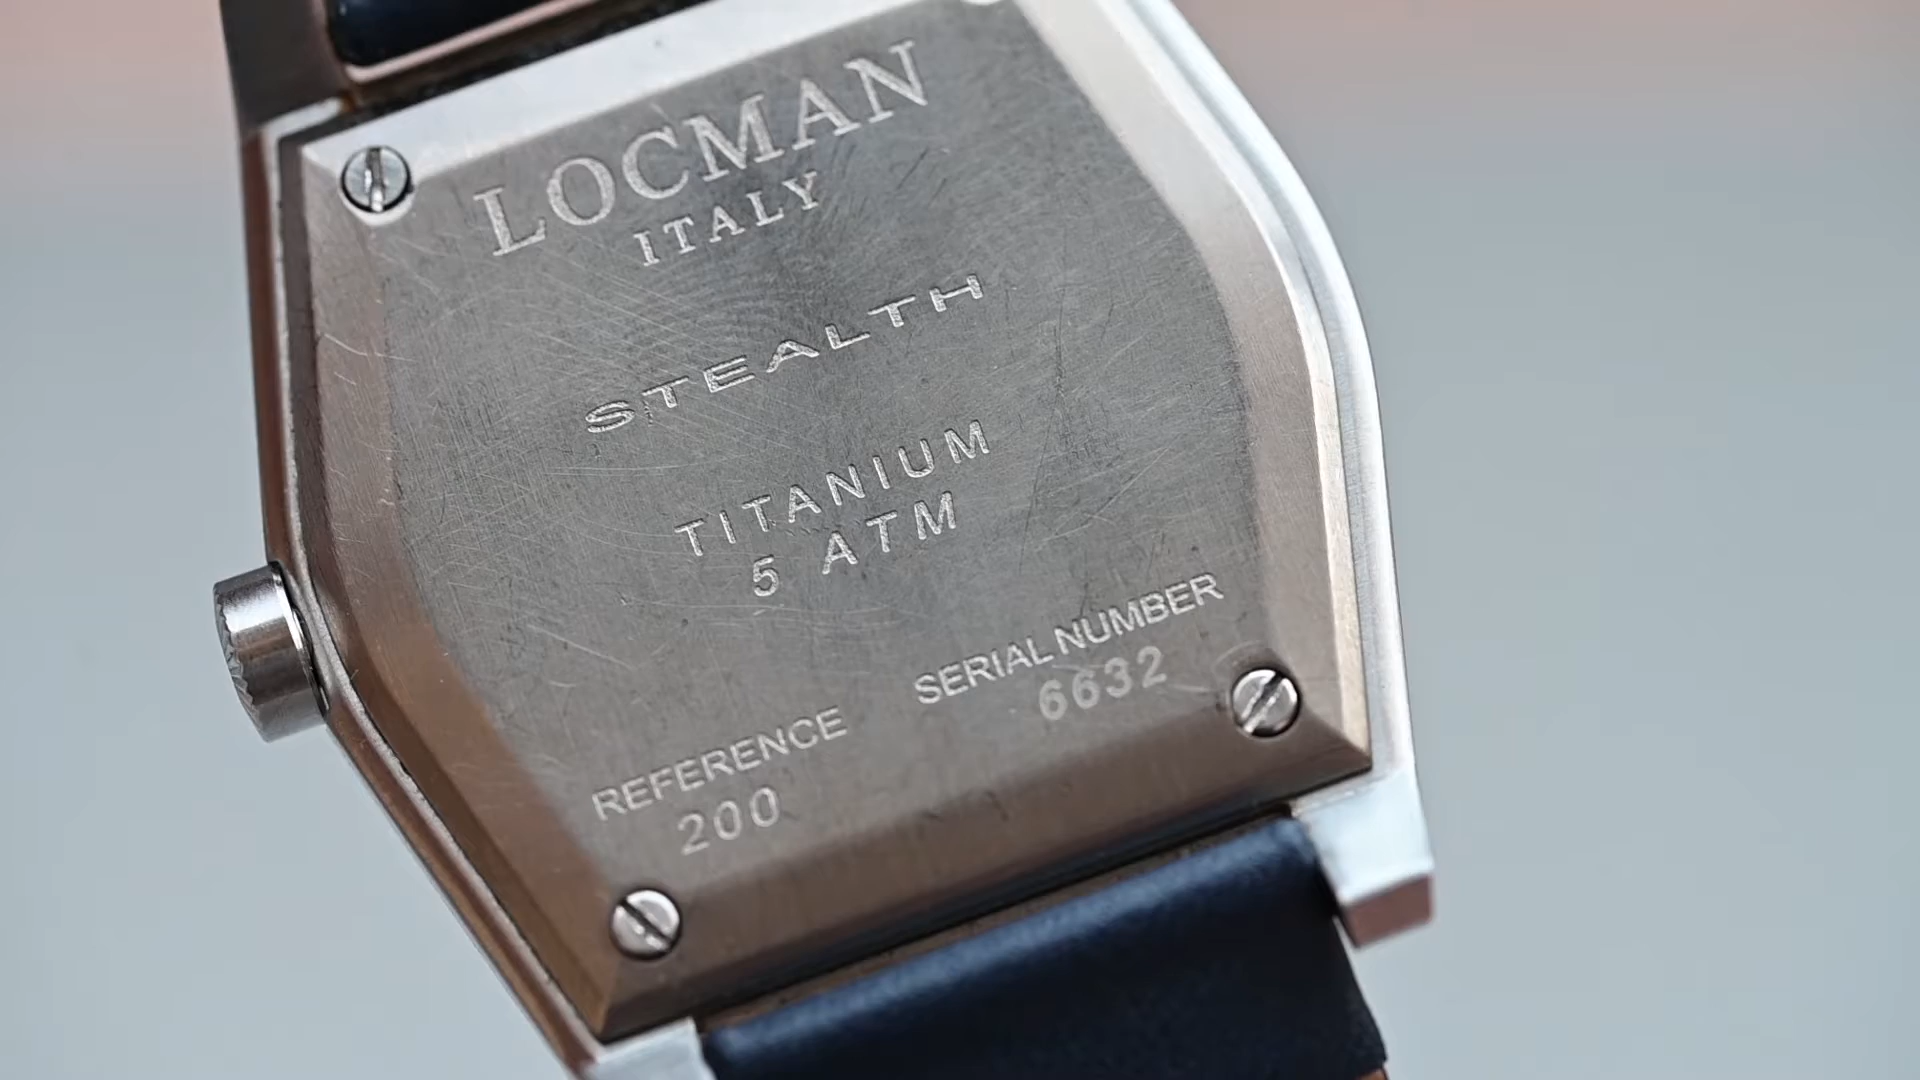 LOCMAN
ITALY
STEALTH
TITANIUM
5 ATM
REFERENCE
200
SERIAL NUMBER
6632